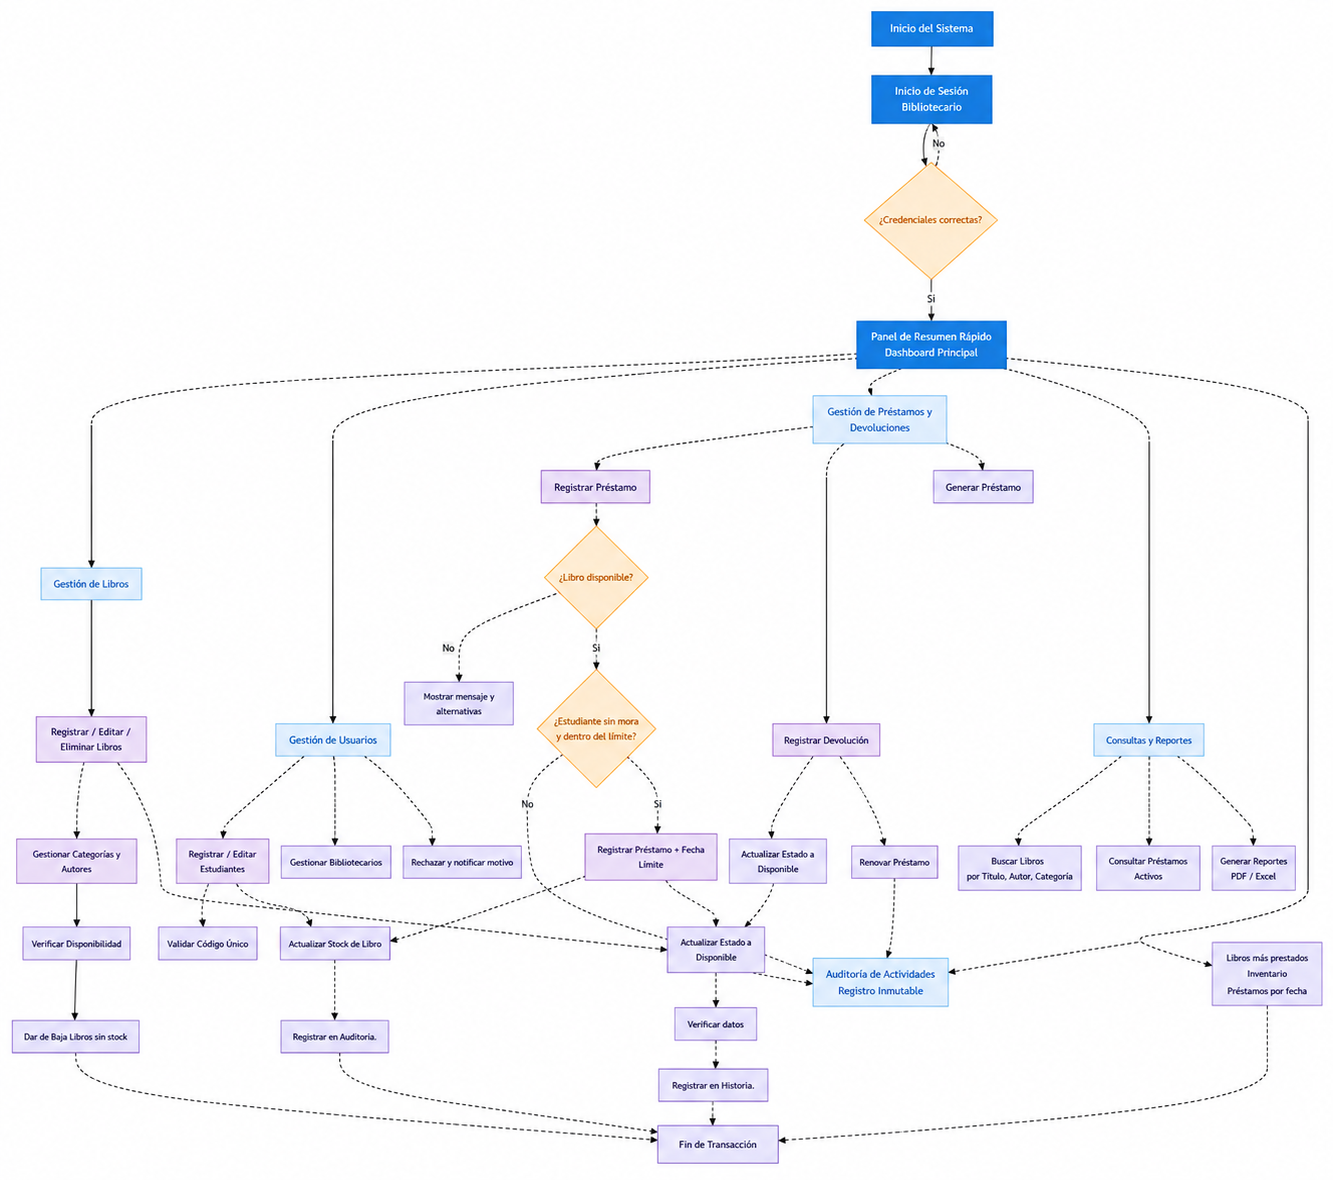 Inicio del Sistema
Inicio de Sesión
Bibliotecario
No
¿Credenciales correctas?
Si
Panel de Resumen Rápido
Dashboard Principal
Gestión de Préstamos y
Devoluciones
Registrar Préstamo
Generar Préstamo
¿Libro disponible?
Gestión de Libros
No
Si
Mostrar mensaje y
alternativas
¿Estudiante sin mora
y dentro del límite?
Registrar / Editar /
Eliminar Libros
Gestión de Usuarios
Registrar Devolución
Consultas y Reportes
No
Si
Gestionar Categorías y
Autores
Registrar / Editar
Estudiantes
Gestionar Bibliotecarios
Rechazar y notificar motivo
Registrar Préstamo + Fecha
Límite
Actualizar Estado a
Disponible
Renovar Préstamo
Buscar Libros
por Título, Autor, Categoría
Consultar Préstamos
Activos
Generar Reportes
PDF / Excel
Verificar Disponibilidad
Validar Código Único
Actualizar Stock de Libro
Actualizar Estado a
Disponible
Auditoría de Actividades
Registro Inmutable
Libros más prestados
Inventario
Préstamos por fecha
Dar de Baja Libros sin stock
Registrar en Auditoria.
Verificar datos
Registrar en Historia.
Fin de Transacción